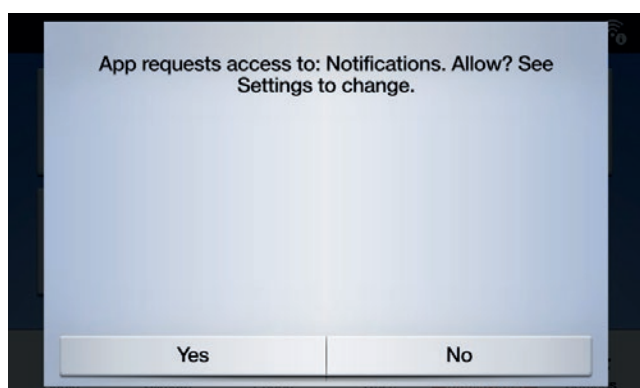 App requests access to: Notifications. Allow? See
Settings to change.
Yes
No